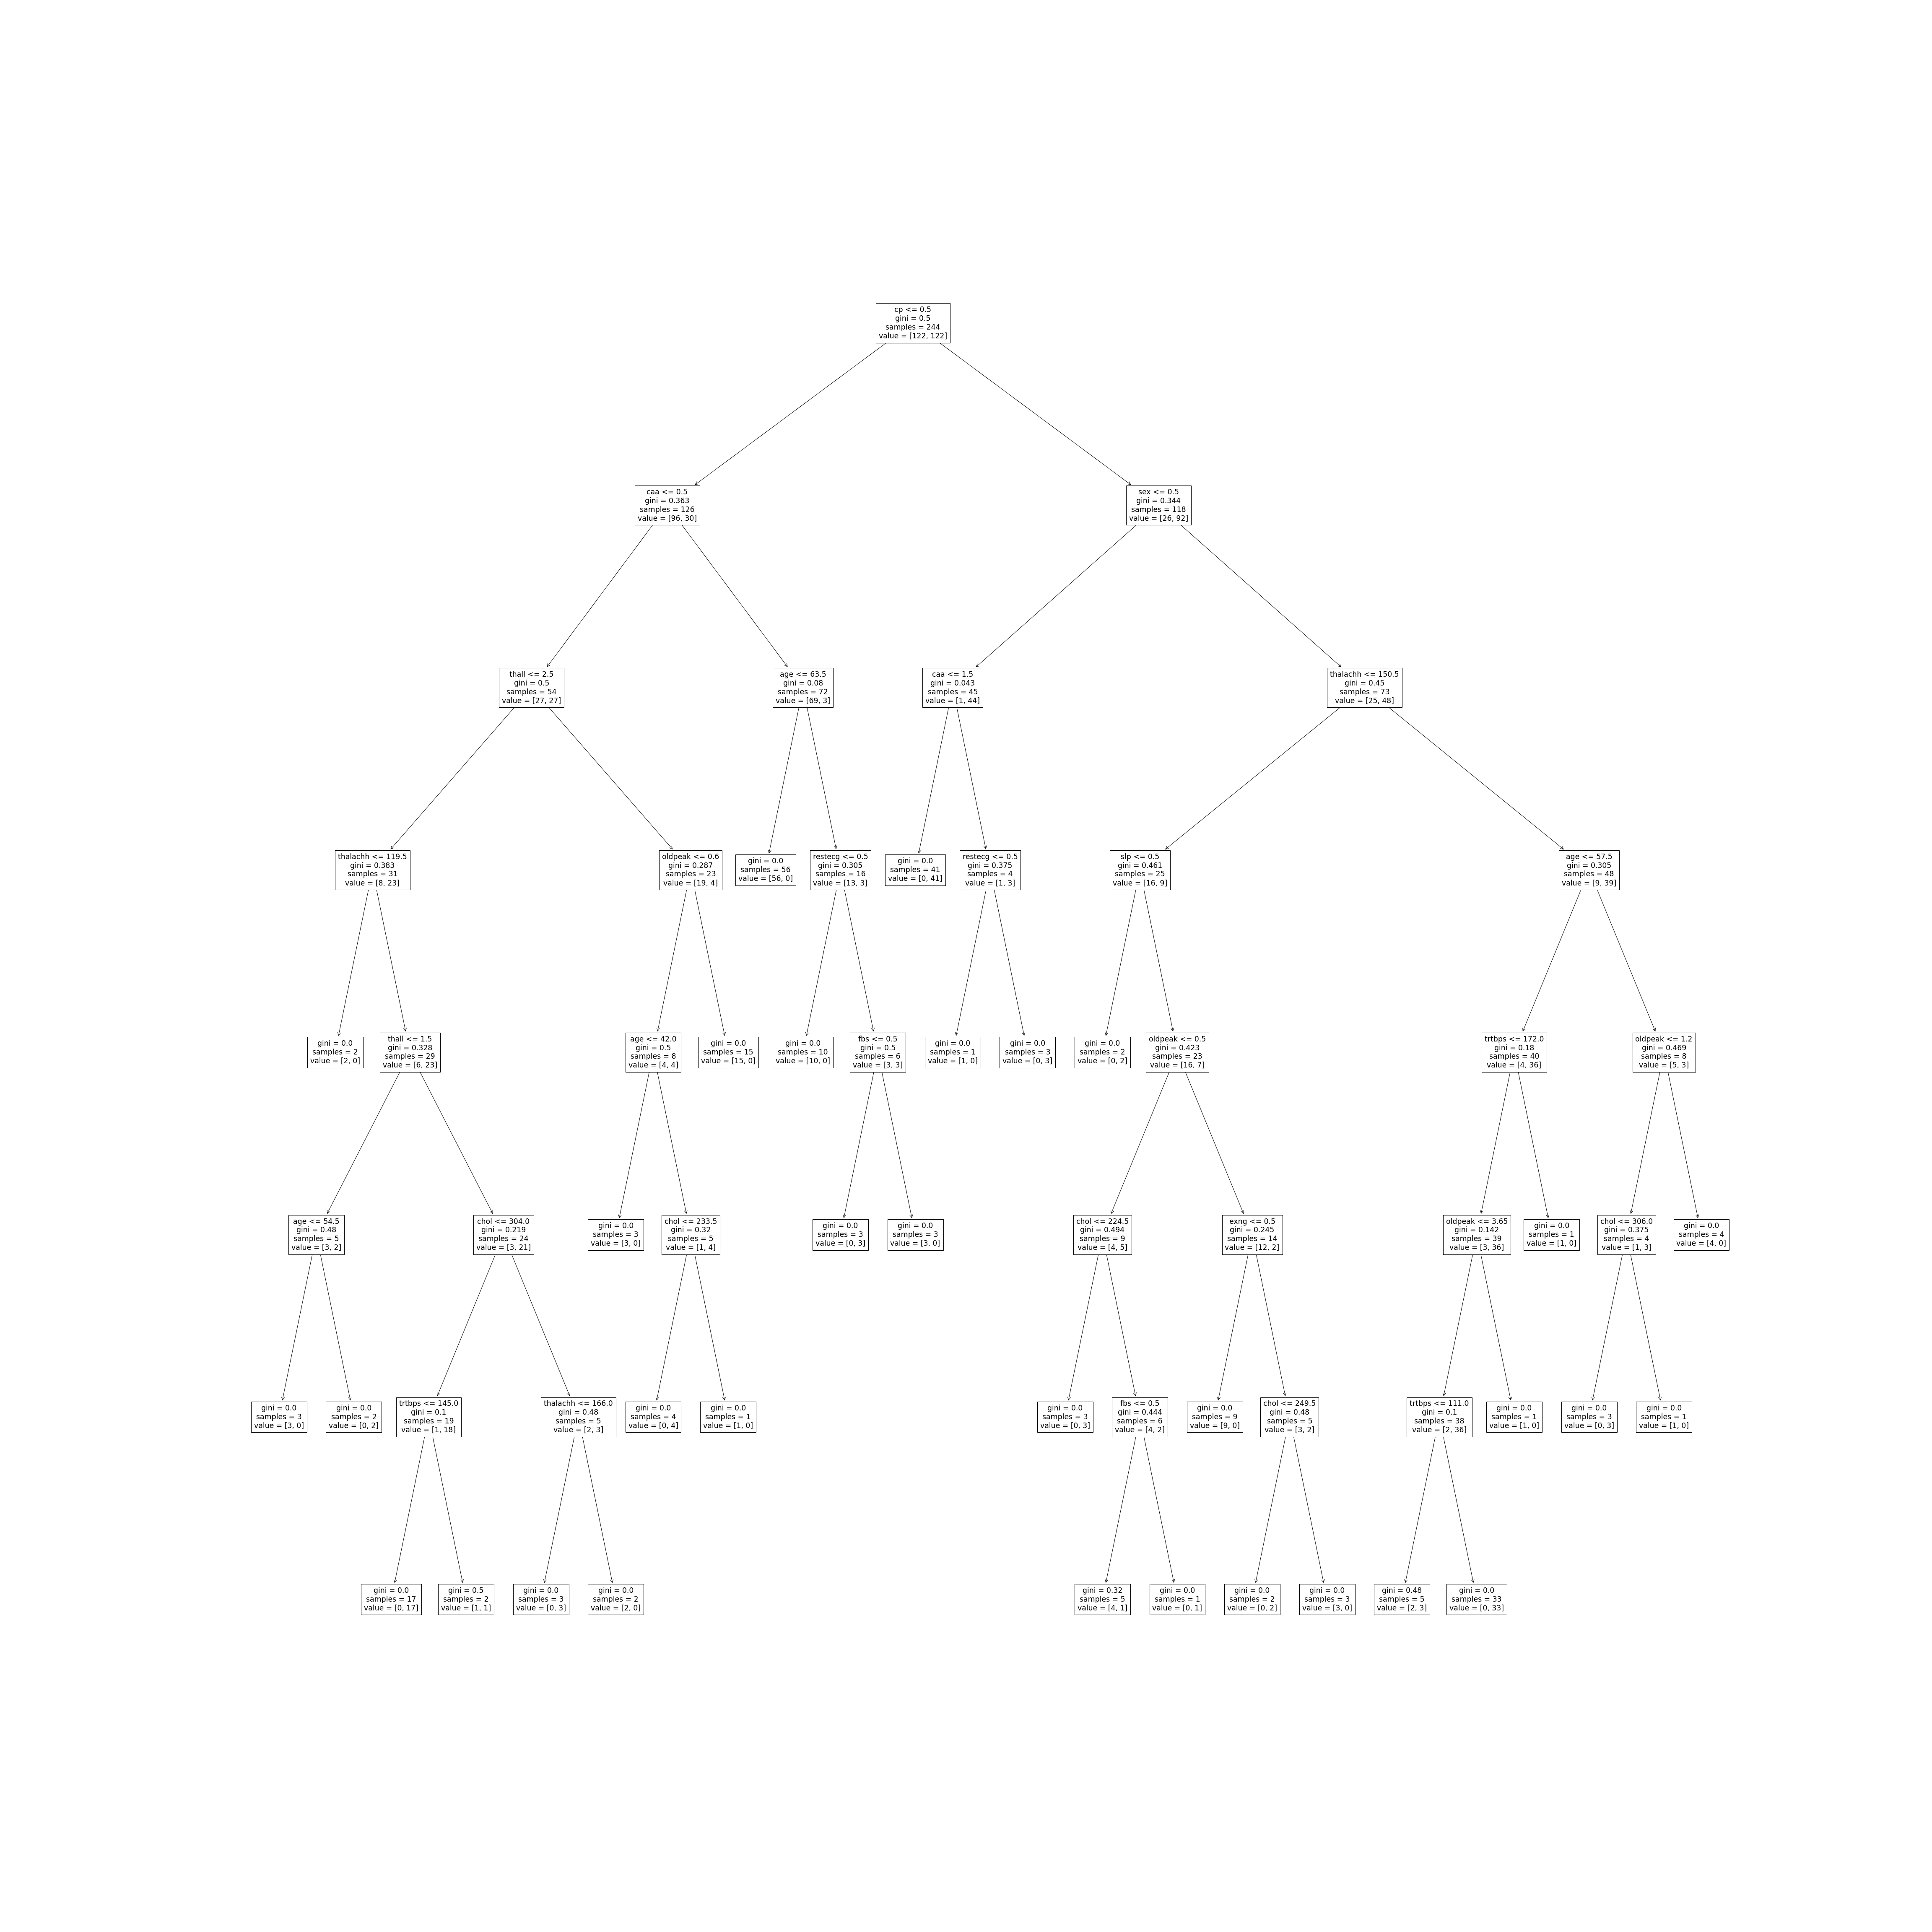 cp <= 0.5
gini = 0.5
samples = 244
value = [122, 122]
caa <= 0.5
gini = 0.363
samples = 126
value = [96, 30]
sex <= 0.5
gini = 0.344
samples = 118
value = [26, 92]
thall <= 2.5
gini = 0.5
samples = 54
value = [27, 27]
age <= 63.5
gini = 0.08
samples = 72
value = [69, 3]
caa <= 1.5
gini = 0.043
samples = 45
value = [1, 44]
thalachh <= 150.5
gini = 0.45
samples = 73
value = [25, 48]
thalachh <= 119.5
gini = 0.383
samples = 31
value = [8, 23]
oldpeak <= 0.6
gini = 0.287
samples = 23
value = [19, 4]
gini = 0.0
samples = 56
value = [56, 0]
restecg <= 0.5
gini = 0.305
samples = 16
value = [13, 3]
gini = 0.0
samples = 41
value = [0, 41]
restecg <= 0.5
gini = 0.375
samples = 4
value = [1, 3]
slp <= 0.5
gini = 0.461
samples = 25
value = [16, 9]
age <= 57.5
gini = 0.305
samples = 48
value = [9, 39]
gini = 0.0
samples = 2
value = [2, 0]
thall <= 1.5
gini = 0.328
samples = 29
value = [6, 23]
age <= 42.0
gini = 0.5
samples = 8
value = [4, 4]
gini = 0.0
samples = 15
value = [15, 0]
gini = 0.0
samples = 10
value = [10, 0]
fbs <= 0.5
gini = 0.5
samples = 6
value = [3, 3]
gini = 0.0
samples = 1
value = [1, 0]
gini = 0.0
samples = 3
value = [0, 3]
gini = 0.0
samples = 2
value = [0, 2]
oldpeak <= 0.5
gini = 0.423
samples = 23
value = [16, 7]
trtbps <= 172.0
gini = 0.18
samples = 40
value = [4, 36]
oldpeak <= 1.2
gini = 0.469
samples = 8
value = [5, 3]
age <= 54.5
gini = 0.48
samples = 5
value = [3, 2]
chol <= 304.0
gini = 0.219
samples = 24
value = [3, 21]
gini = 0.0
samples = 3
value = [3, 0]
chol <= 233.5
gini = 0.32
samples = 5
value = [1, 4]
gini = 0.0
samples = 3
value = [0, 3]
gini = 0.0
samples = 3
value = [3, 0]
chol <= 224.5
gini = 0.494
samples = 9
value = [4, 5]
exng <= 0.5
gini = 0.245
samples = 14
value = [12, 2]
oldpeak <= 3.65
gini = 0.142
samples = 39
value = [3, 36]
gini = 0.0
samples = 1
value = [1, 0]
chol <= 306.0
gini = 0.375
samples = 4
value = [1, 3]
gini = 0.0
samples = 4
value = [4, 0]
gini = 0.0
samples = 3
value = [3, 0]
gini = 0.0
samples = 2
value = [0, 2]
trtbps <= 145.0
gini = 0.1
samples = 19
value = [1, 18]
thalachh <= 166.0
gini = 0.48
samples = 5
value = [2, 3]
gini = 0.0
samples = 4
value = [0, 4]
gini = 0.0
samples = 1
value = [1, 0]
gini = 0.0
samples = 3
value = [0, 3]
fbs <= 0.5
gini = 0.444
samples = 6
value = [4, 2]
gini = 0.0
samples = 9
value = [9, 0]
chol <= 249.5
gini = 0.48
samples = 5
value = [3, 2]
trtbps <= 111.0
gini = 0.1
samples = 38
value = [2, 36]
gini = 0.0
samples = 1
value = [1, 0]
gini = 0.0
samples = 3
value = [0, 3]
gini = 0.0
samples = 1
value = [1, 0]
gini = 0.0
samples = 17
value = [0, 17]
gini = 0.5
samples = 2
value = [1, 1]
gini = 0.0
samples = 3
value = [0, 3]
gini = 0.0
samples = 2
value = [2, 0]
gini = 0.32
samples = 5
value = [4, 1]
gini = 0.0
samples = 1
value = [0, 1]
gini = 0.0
samples = 2
value = [0, 2]
gini = 0.0
samples = 3
value = [3, 0]
gini = 0.48
samples = 5
value = [2, 3]
gini = 0.0
samples = 33
value = [0, 33]